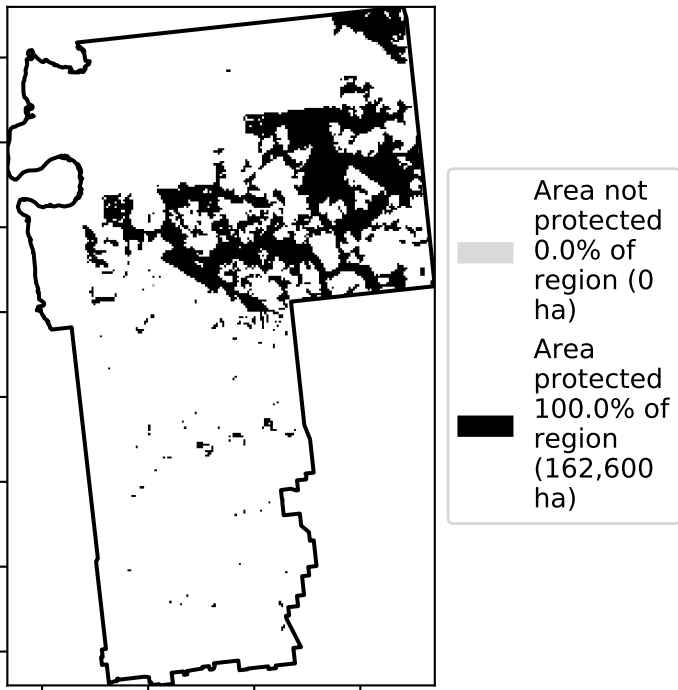 Area not
protected
0.0% of
region (0
ha)
Area
protected
100.0% of
region
(162,600
ha)